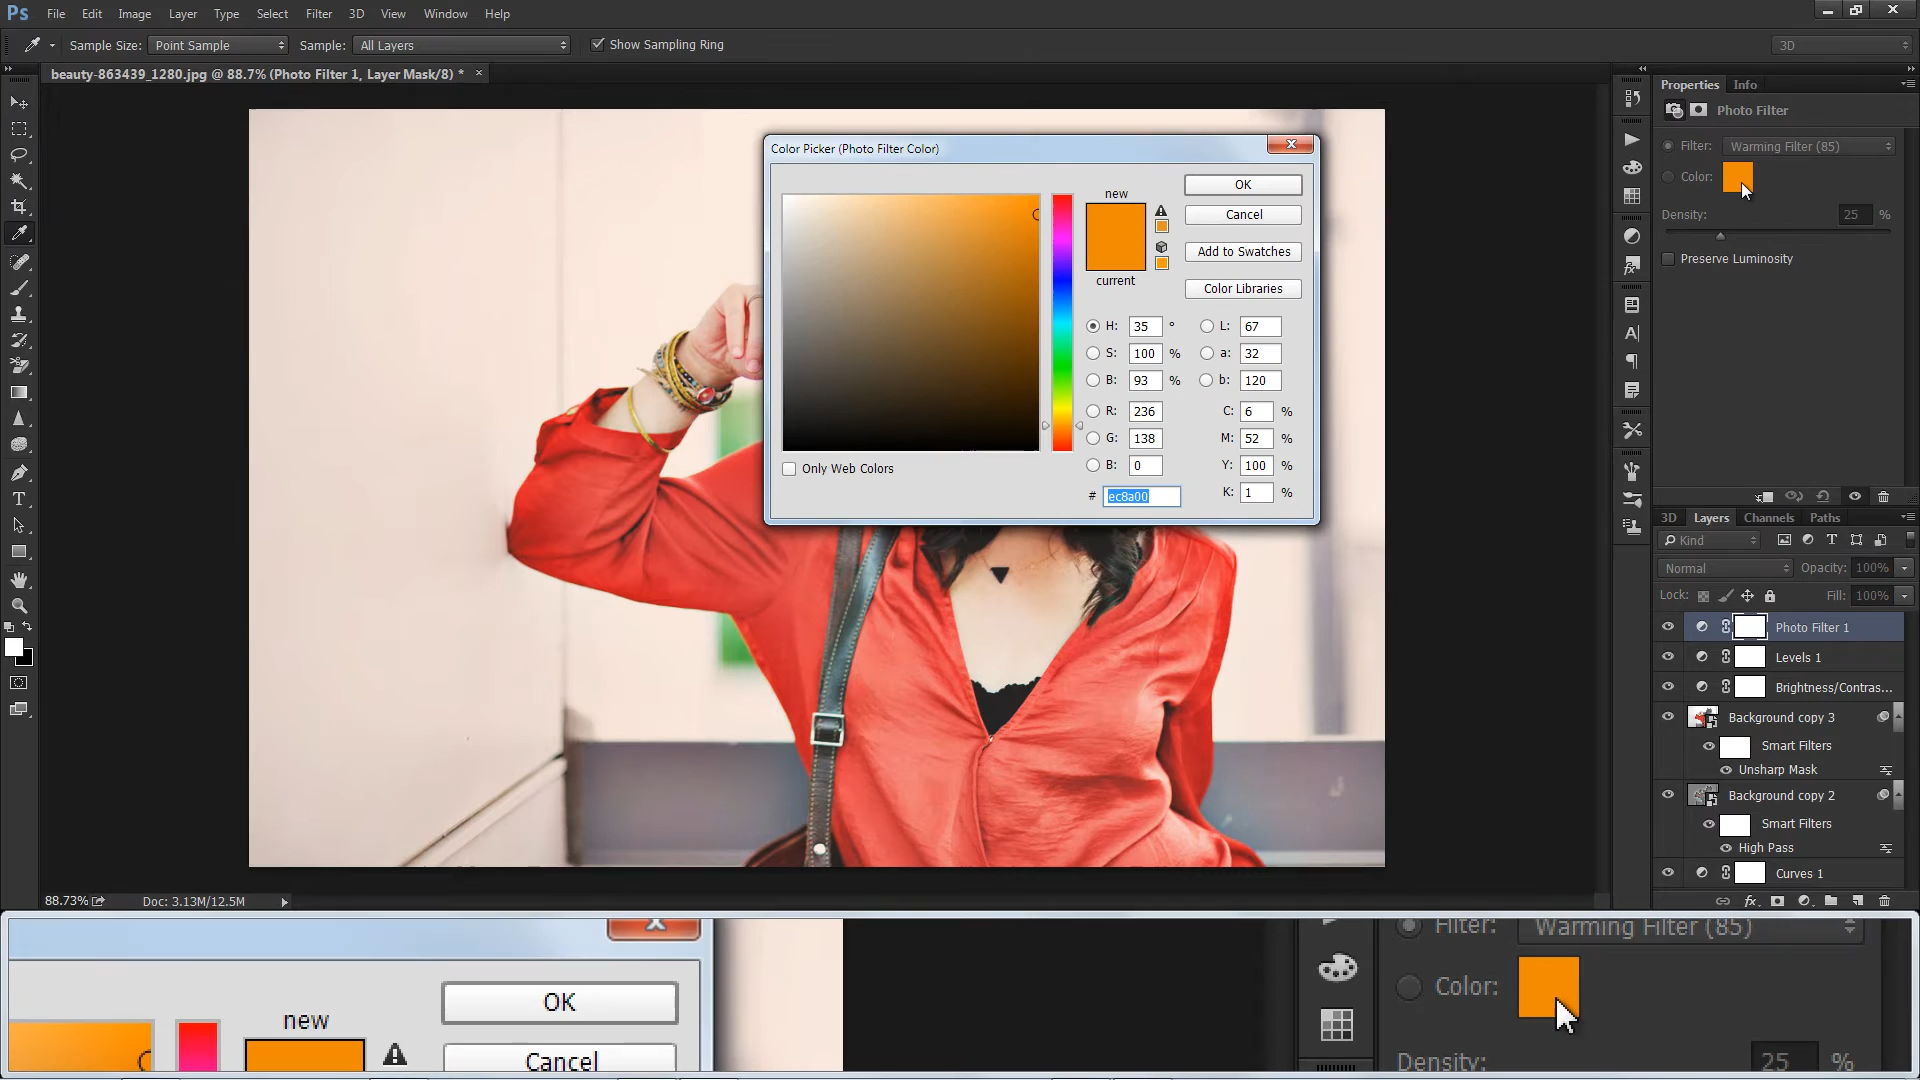 Ps File Edit Image Layer Type Select Filter 3D View Window Help
Sample Size: Point Sample Sample: All Layers Show Sampling Ring 3D
beauty-863439_1280.jpg @ 88.7% (Photo Filter 1, Layer Mask/8) * ×
Properties Info
Photo Filter
Filter: Warming Filter (85)
Color:
Density: 25 %
Preserve Luminosity
Color Picker (Photo Filter Color)
new
current
OK
Cancel
Add to Swatches
Color Libraries
H: 35 ° L: 67
S: 100 % a: 32
B: 93 % b: 120
R: 236 C: 6 %
G: 138 M: 52 %
B: 0 Y: 100 %
# ec8a00 K: 1 %
Only Web Colors
3D Layers Channels Paths
Kind
Normal Opacity: 100%
Lock: Fill: 100%
Photo Filter 1
Levels 1
Brightness/Contras...
Background copy 3
Smart Filters
Unsharp Mask
Background copy 2
Smart Filters
High Pass
Curves 1
fx
88.73% Doc: 3.13M/12.5M
new
OK
Cancel
Filter: Warming Filter (85)
Color:
Density: 25 %